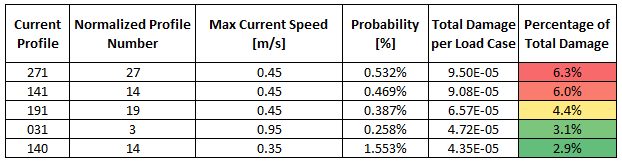 Current Profile Normalized Profile Number Max Current Speed [m/s] Probability [%] Total Damage per Load Case Percentage of Total Damage
271 27 0.45 0.532% 9.50E-05 6.3%
141 14 0.45 0.469% 9.08E-05 6.0%
191 19 0.45 0.387% 6.57E-05 4.4%
031 3 0.95 0.258% 4.72E-05 3.1%
140 14 0.35 1.553% 4.35E-05 2.9%